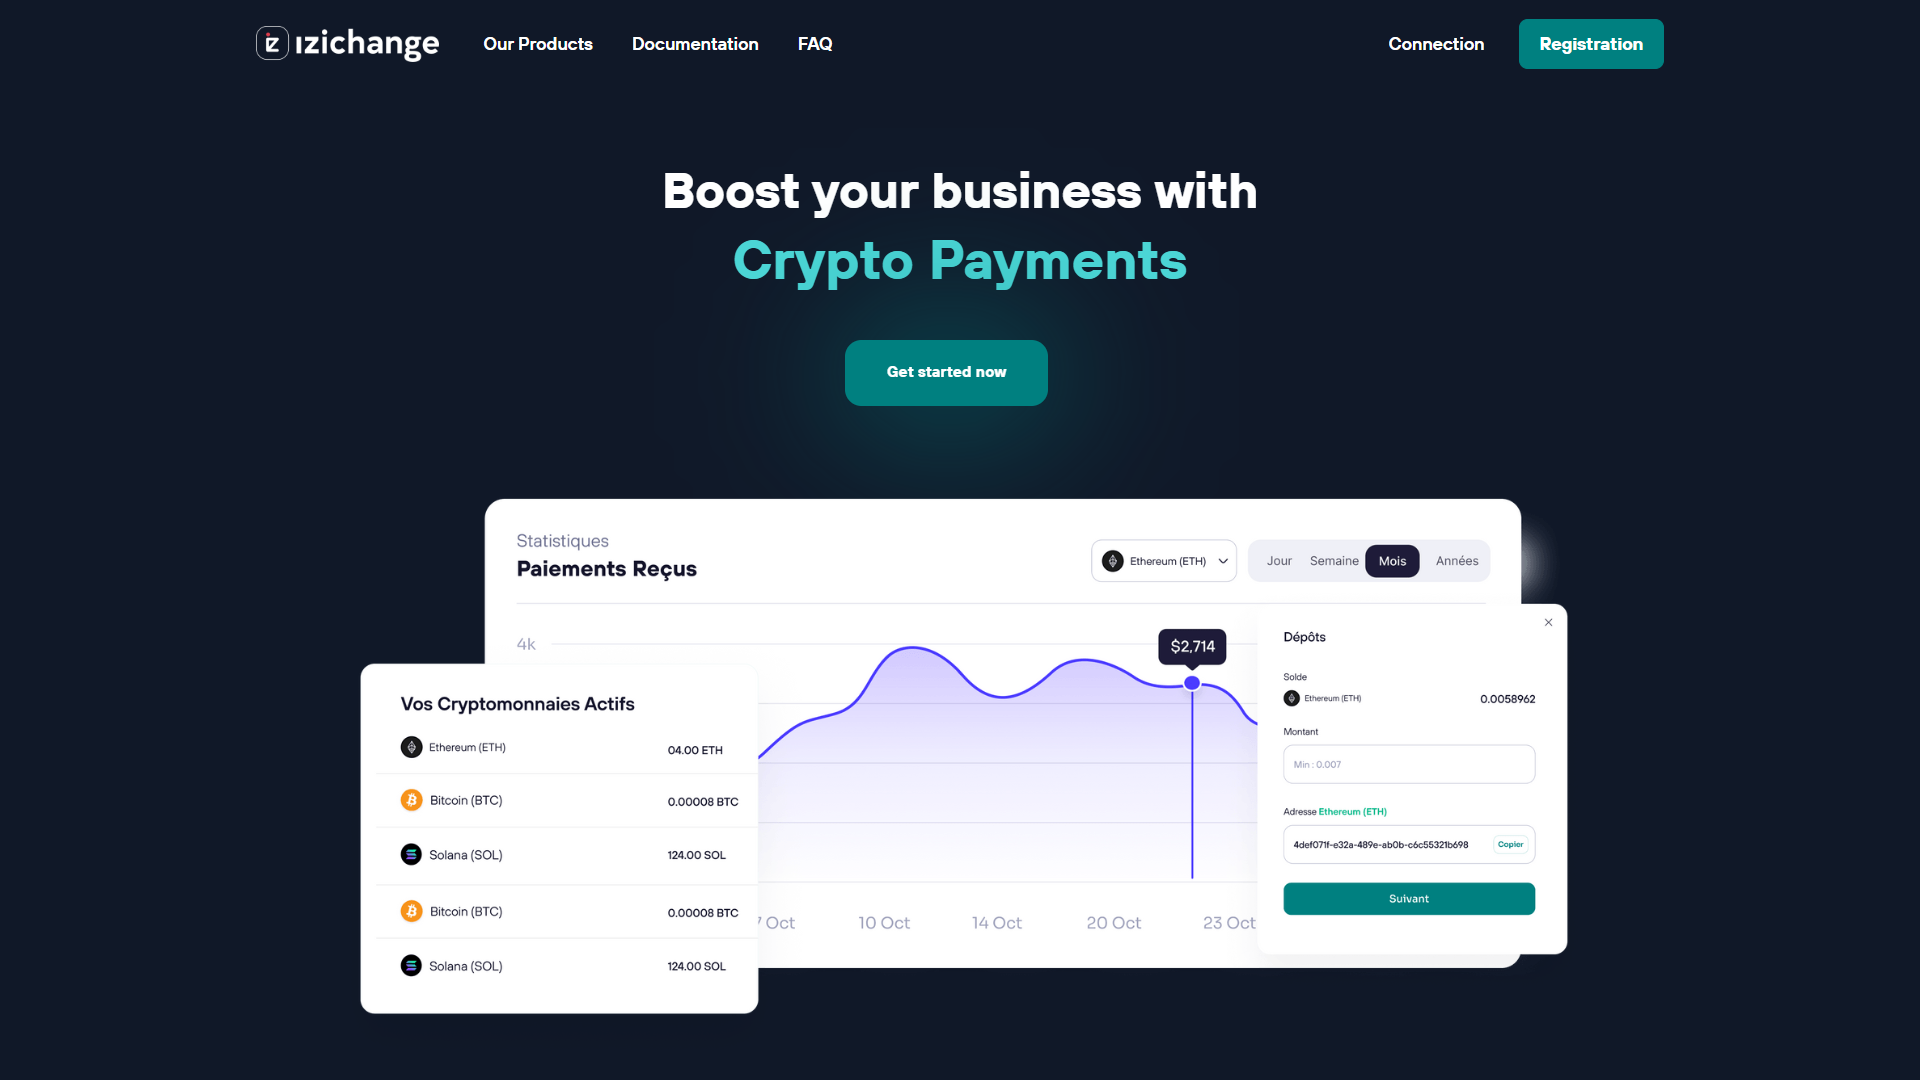 izichange
Our Products
Documentation
FAQ
Connection
Registration
Boost your business with
Crypto Payments
Get started now
Statistiques
Paiements Reçus
Ethereum (ETH)
Jour
Semaine
Mois
Années
4k
$2,714
7 Oct
10 Oct
14 Oct
20 Oct
23 Oct
Vos Cryptomonnaies Actifs
Ethereum (ETH)
04.00 ETH
Bitcoin (BTC)
0.00008 BTC
Solana (SOL)
124.00 SOL
Bitcoin (BTC)
0.00008 BTC
Solana (SOL)
124.00 SOL
Dépôts
Solde
Ethereum (ETH)
0.0058962
Montant
Min : 0.007
Adresse Ethereum (ETH)
4def071f-e32a-489e-ab0b-c6c55321b698
Copier
Suivant